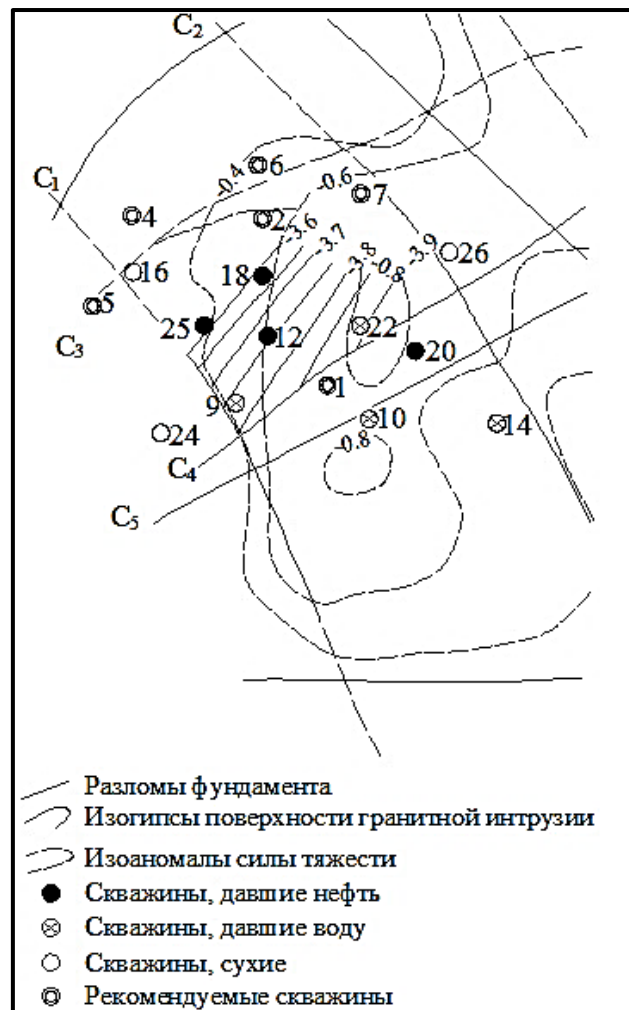 C₂
C₁
6
-0.4
-0.6
7
4
2
-3.6
-3.7
-3.8
-0.8
-3.9
26
16
18
5
25
12
22
C₃
20
1
9
10
14
24
-0.8
C₄
C₅
Разломы фундамента
Изогипсы поверхности гранитной интрузии
Изоаномалы силы тяжести
Скважины, давшие нефть
Скважины, давшие воду
Скважины, сухие
Рекомендуемые скважины